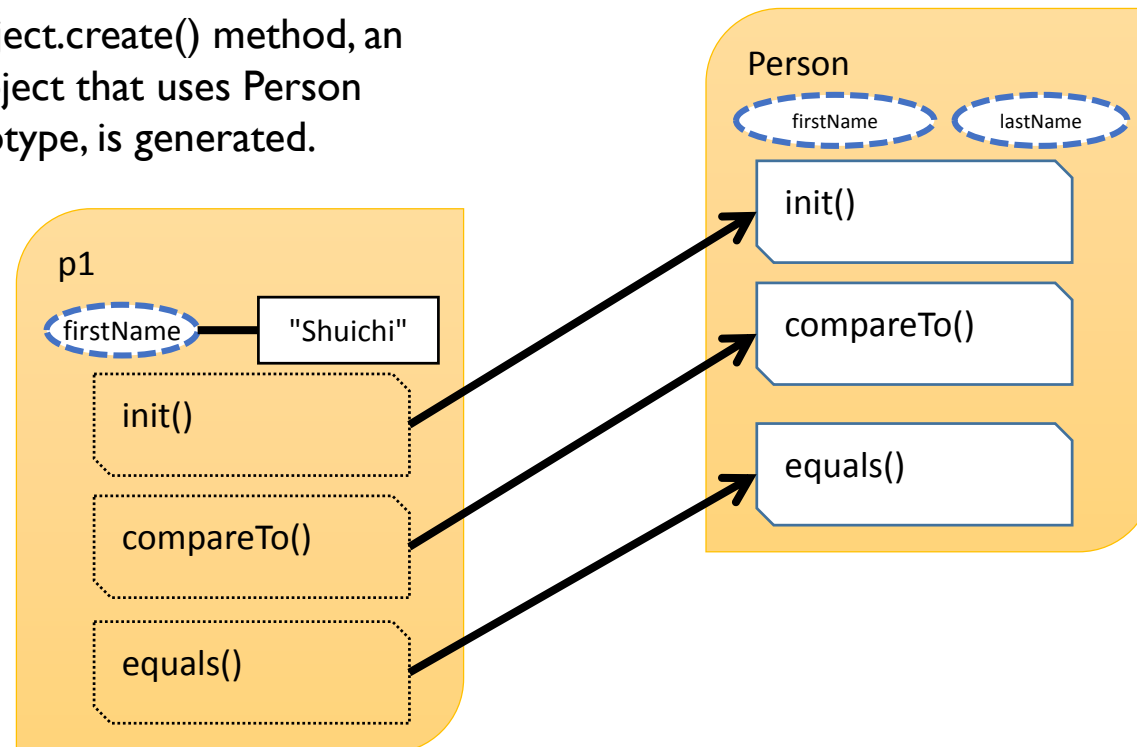 ject.create() method, an
ject that uses Person
otype, is generated.
p1
firstName
"Shuichi"
init()
compareTo()
equals()
Person
firstName
lastName
init()
compareTo()
equals()